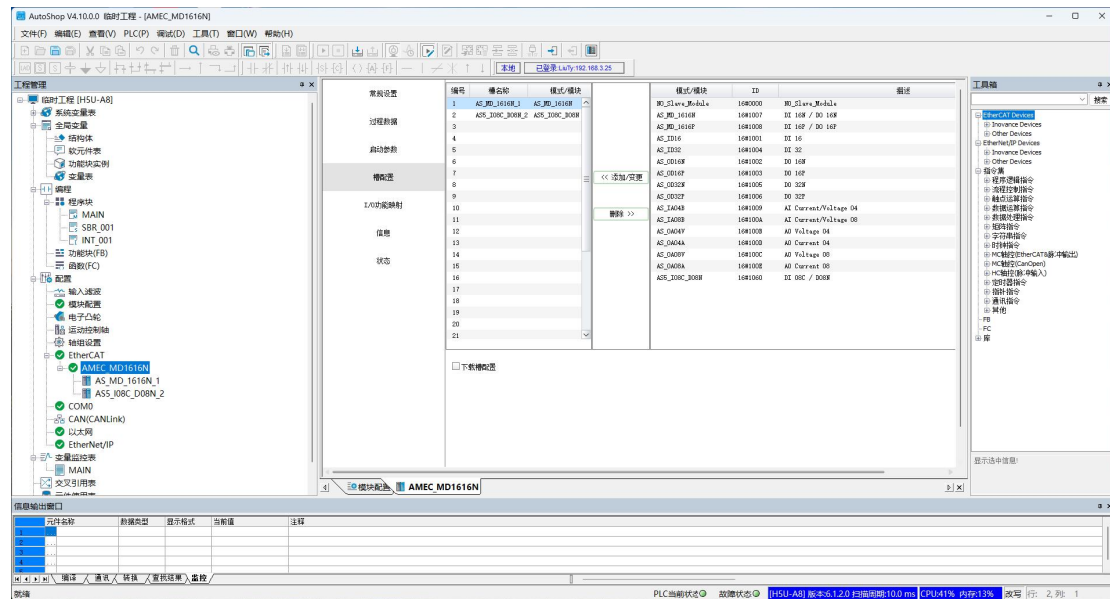 AutoShop V4.10.0.0 临时工程 - [AMEC_MD1616N]
文件(F) 编辑(E) 查看(V) PLC(P) 调试(D) 工具(T) 窗口(W) 帮助(H)
本地 已登录:LiuTy:192.168.3.25
工程管理
临时工程 [H5U-A8]
系统变量表
全局变量
结构体
软元件表
功能块实例
变量表
编程
程序块
MAIN
SBR_001
INT_001
功能块(FB)
函数(FC)
配置
输入滤波
模块配置
电子凸轮
运动控制轴
轴组设置
EtherCAT
AMEC_MD1616N
AS_MD_1616N_1
AS5_I08C_D08N_2
COM0
CAN(CANLink)
以太网
EtherNet/IP
变量监控表
MAIN
交叉引用表
常规设置
过程数据
启动参数
槽配置
I/O功能映射
信息
状态
编号 槽名称 模式/模块
1 AS_MD_1616N_1 AS_MD_1616N
2 AS5_I08C_D08N_2 AS5_I08C_D08N
3
4
5
6
7
8
9
10
11
12
13
14
15
16
17
18
19
20
21
<< 添加/变更
删除 >>
模式/模块 ID 描述
NO_Slave_Module 16#0000 NO_Slave_Module
AS_MD_1616N 16#1007 DI 16N / DO 16N
AS_MD_1616P 16#1008 DI 16P / DO 16P
AS_ID16 16#1001 DI 16
AS_ID32 16#1004 DI 32
AS_OD16N 16#1002 DO 16N
AS_OD16P 16#1003 DO 16P
AS_OD32N 16#1005 DO 32N
AS_OD32P 16#1006 DO 32P
AS_IA04B 16#1009 AI Current/Voltage 04
AS_IA08B 16#100A AI Current/Voltage 08
AS_OA04V 16#100B AO Voltage 04
AS_OA04A 16#100B AO Current 04
AS_OA08V 16#100C AO Voltage 08
AS_OA08A 16#100E AO Current 08
AS5_I08C_D08N 16#1060 DI 08C / DO8N
下载槽配置
模块配置 AMEC_MD1616N
工具箱
搜索
EtherCAT Devices
Inovance Devices
Other Devices
EtherNet/IP Devices
Inovance Devices
Other Devices
指令集
程序逻辑指令
流程控制指令
触点运算指令
数据运算指令
数据处理指令
矩阵指令
字符串指令
时钟指令
MC轴控(EtherCAT&脉冲输出)
MC轴控(CanOpen)
HC轴控(脉冲输入)
定时器指令
指针指令
通讯指令
其他
FB
FC
库
显示选中信息!
信息输出窗口
元件名称 数据类型 显示格式 当前值 注释
1
2
3
4
编译 通讯 转换 查找结果 监控
就绪 PLC当前状态 故障状态 [H5U-A8] 版本:6.1.2.0 扫描周期:10.0 ms CPU:41% 内存:13% 改写 行: 2, 列: 1